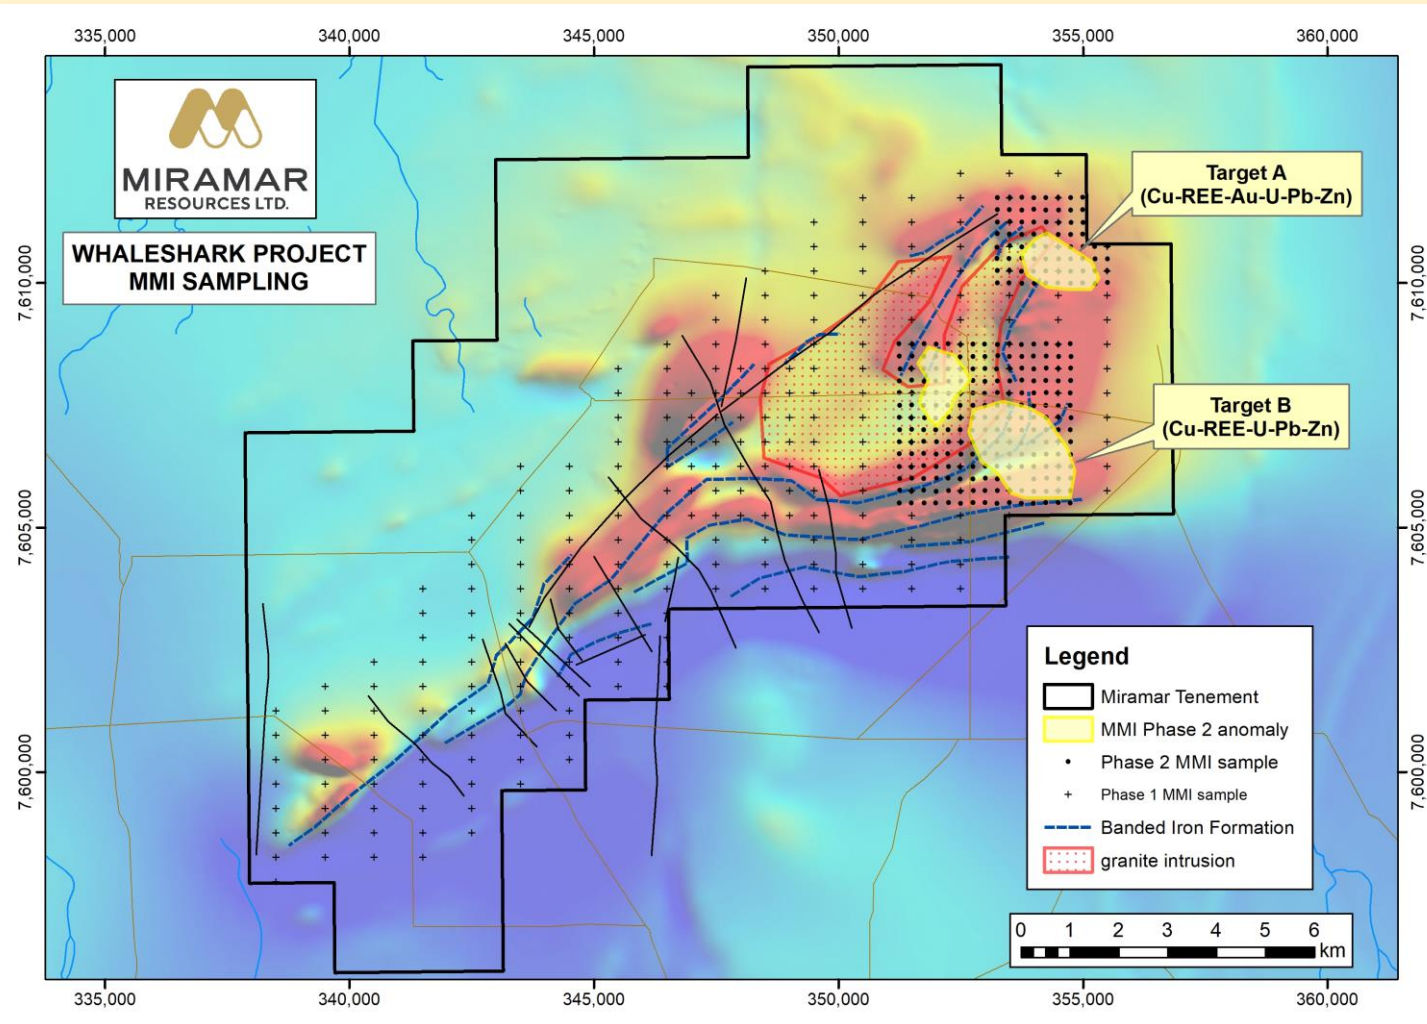 335,000
340,000
345,000
350,000
355,000
360,000
MIRAMAR
RESOURCES LTD.
WHALESHARK PROJECT
MMI SAMPLING
Target A
(Cu-REE-Au-U-Pb-Zn)
Target B
(Cu-REE-U-Pb-Zn)
7,610,000
7,605,000
7,600,000
7,610,000
7,605,000
7,600,000
Legend
Miramar Tenement
MMI Phase 2 anomaly
Phase 2 MMI sample
Phase 1 MMI sample
Banded Iron Formation
granite intrusion
0 1 2 3 4 5 6
km
335,000
340,000
345,000
350,000
355,000
360,000